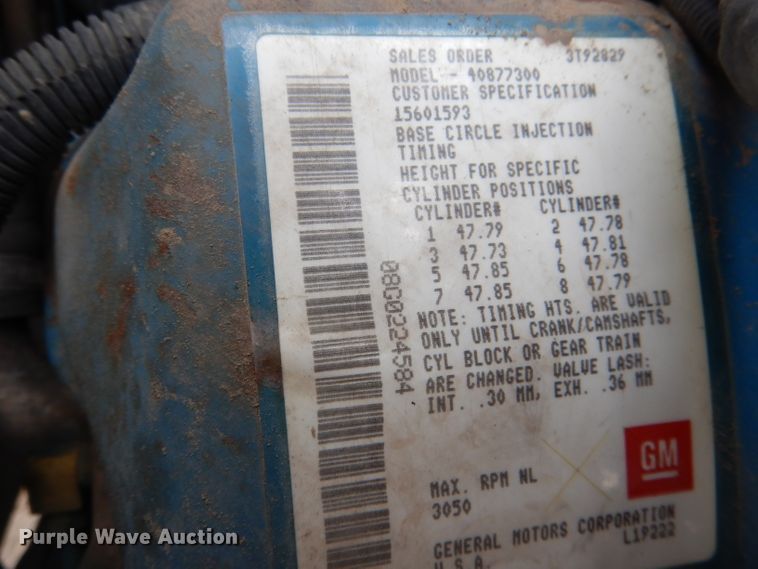 SALES ORDER 3T92829
MODEL - 40877300
CUSTOMER SPECIFICATION
15601593
BASE CIRCLE INJECTION
TIMING
HEIGHT FOR SPECIFIC
CYLINDER POSITIONS
CYLINDER# CYLINDER#
1 47.79 2 47.78
3 47.73 4 47.81
5 47.85 6 47.78
7 47.85 8 47.79
NOTE: TIMING HTS. ARE VALID
ONLY UNTIL CRANK/CAMSHAFTS,
CYL BLOCK OR GEAR TRAIN
ARE CHANGED. VALVE LASH:
INT. .30 MM, EXH. .36 MM
08G0224584
GM
MAX. RPM NL
3050
GENERAL MOTORS CORPORATION
U.S.A. L19222
Purple Wave Auction